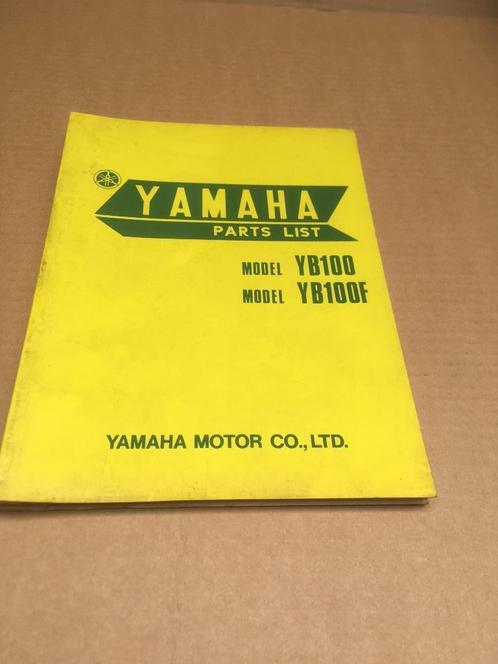 YAMAHA
PARTS LIST
MODEL YB100
MODEL YB100F
YAMAHA MOTOR CO., LTD.